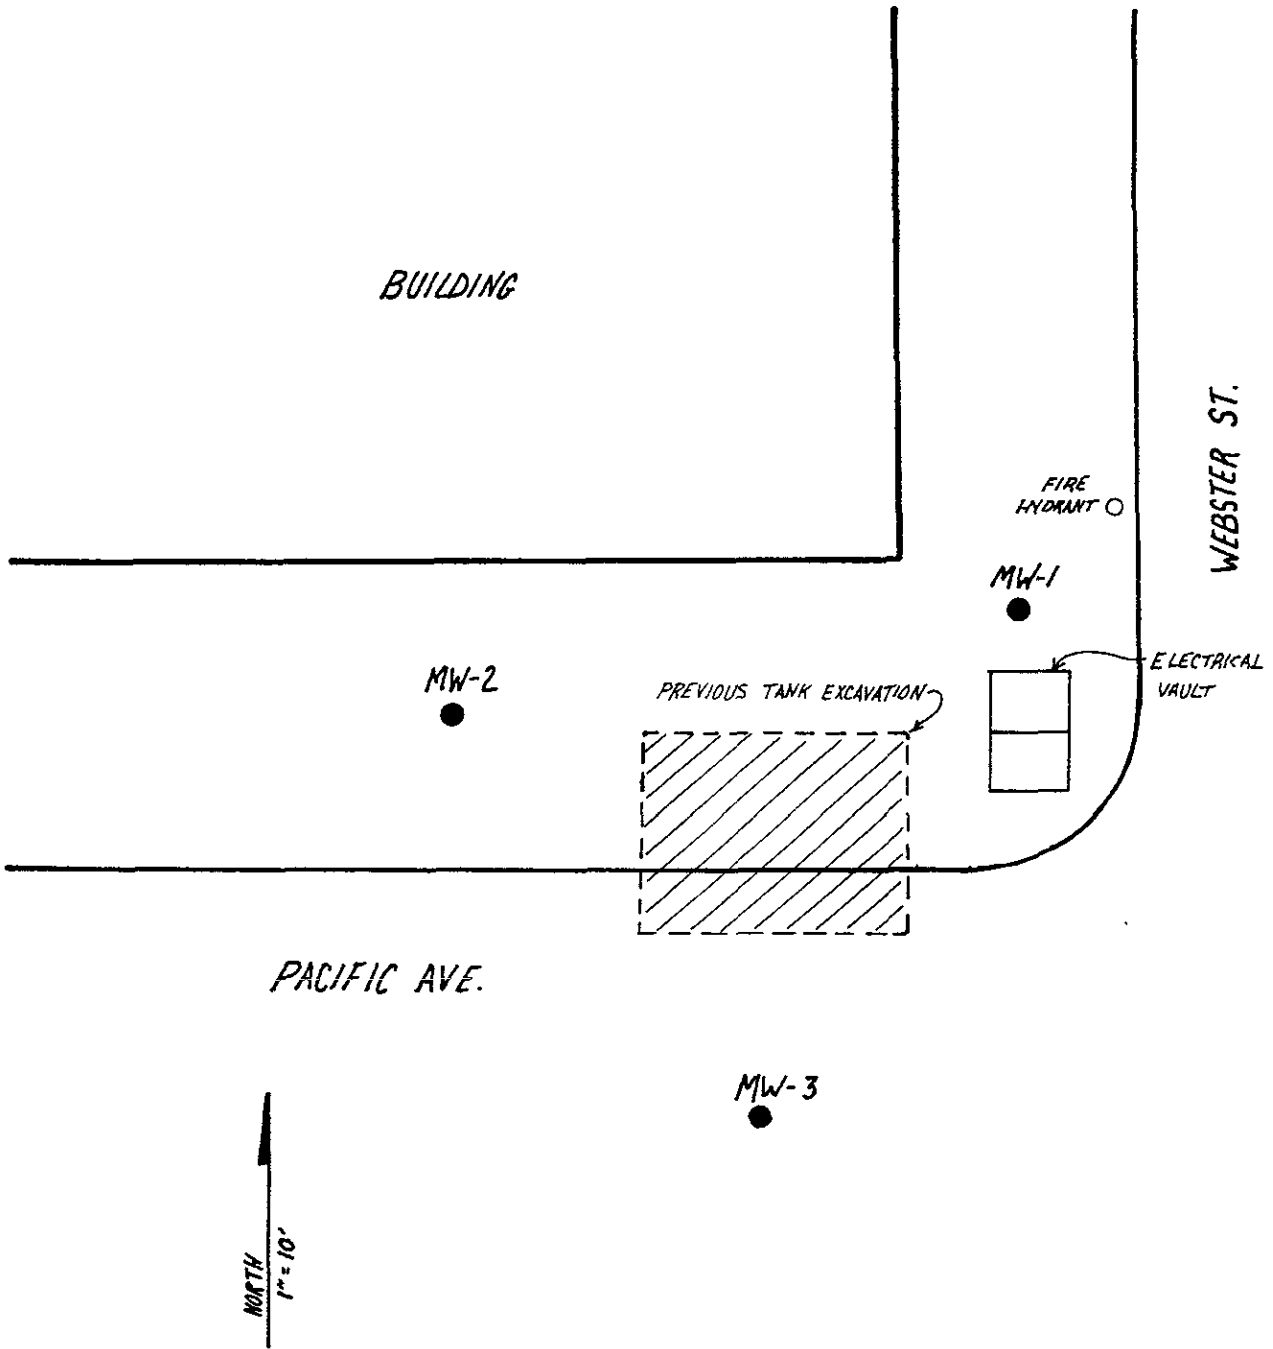 BUILDING
WEBSTER ST.
FIRE
HYDRANT
MW-1
ELECTRICAL
VAULT
MW-2
PREVIOUS TANK EXCAVATION
PACIFIC AVE.
MW-3
NORTH
1" = 10'